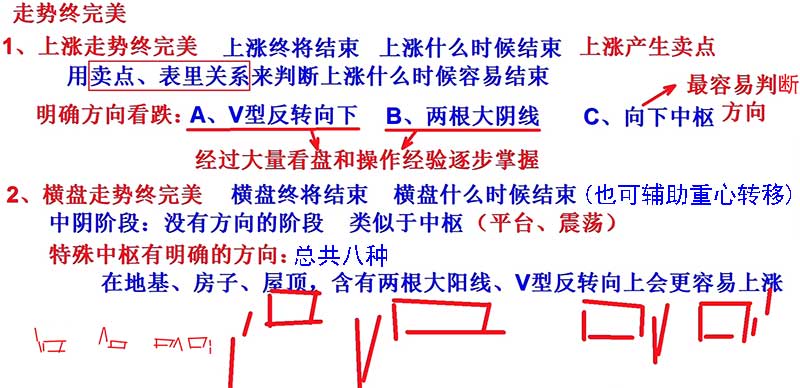 走势终完美
1、上涨走势终完美 上涨终将结束 上涨什么时候结束 上涨产生卖点
用卖点、表里关系来判断上涨什么时候容易结束
最容易判断方向
明确方向看跌：A、V型反转向下 B、两根大阴线 C、向下中枢
经过大量看盘和操作经验逐步掌握
2、横盘走势终完美 横盘终将结束 横盘什么时候结束（也可辅助重心转移）
中阴阶段：没有方向的阶段 类似于中枢（平台、震荡）
特殊中枢有明确的方向：总共八种
在地基、房子、屋顶，含有两根大阳线、V型反转向上会更容易上涨